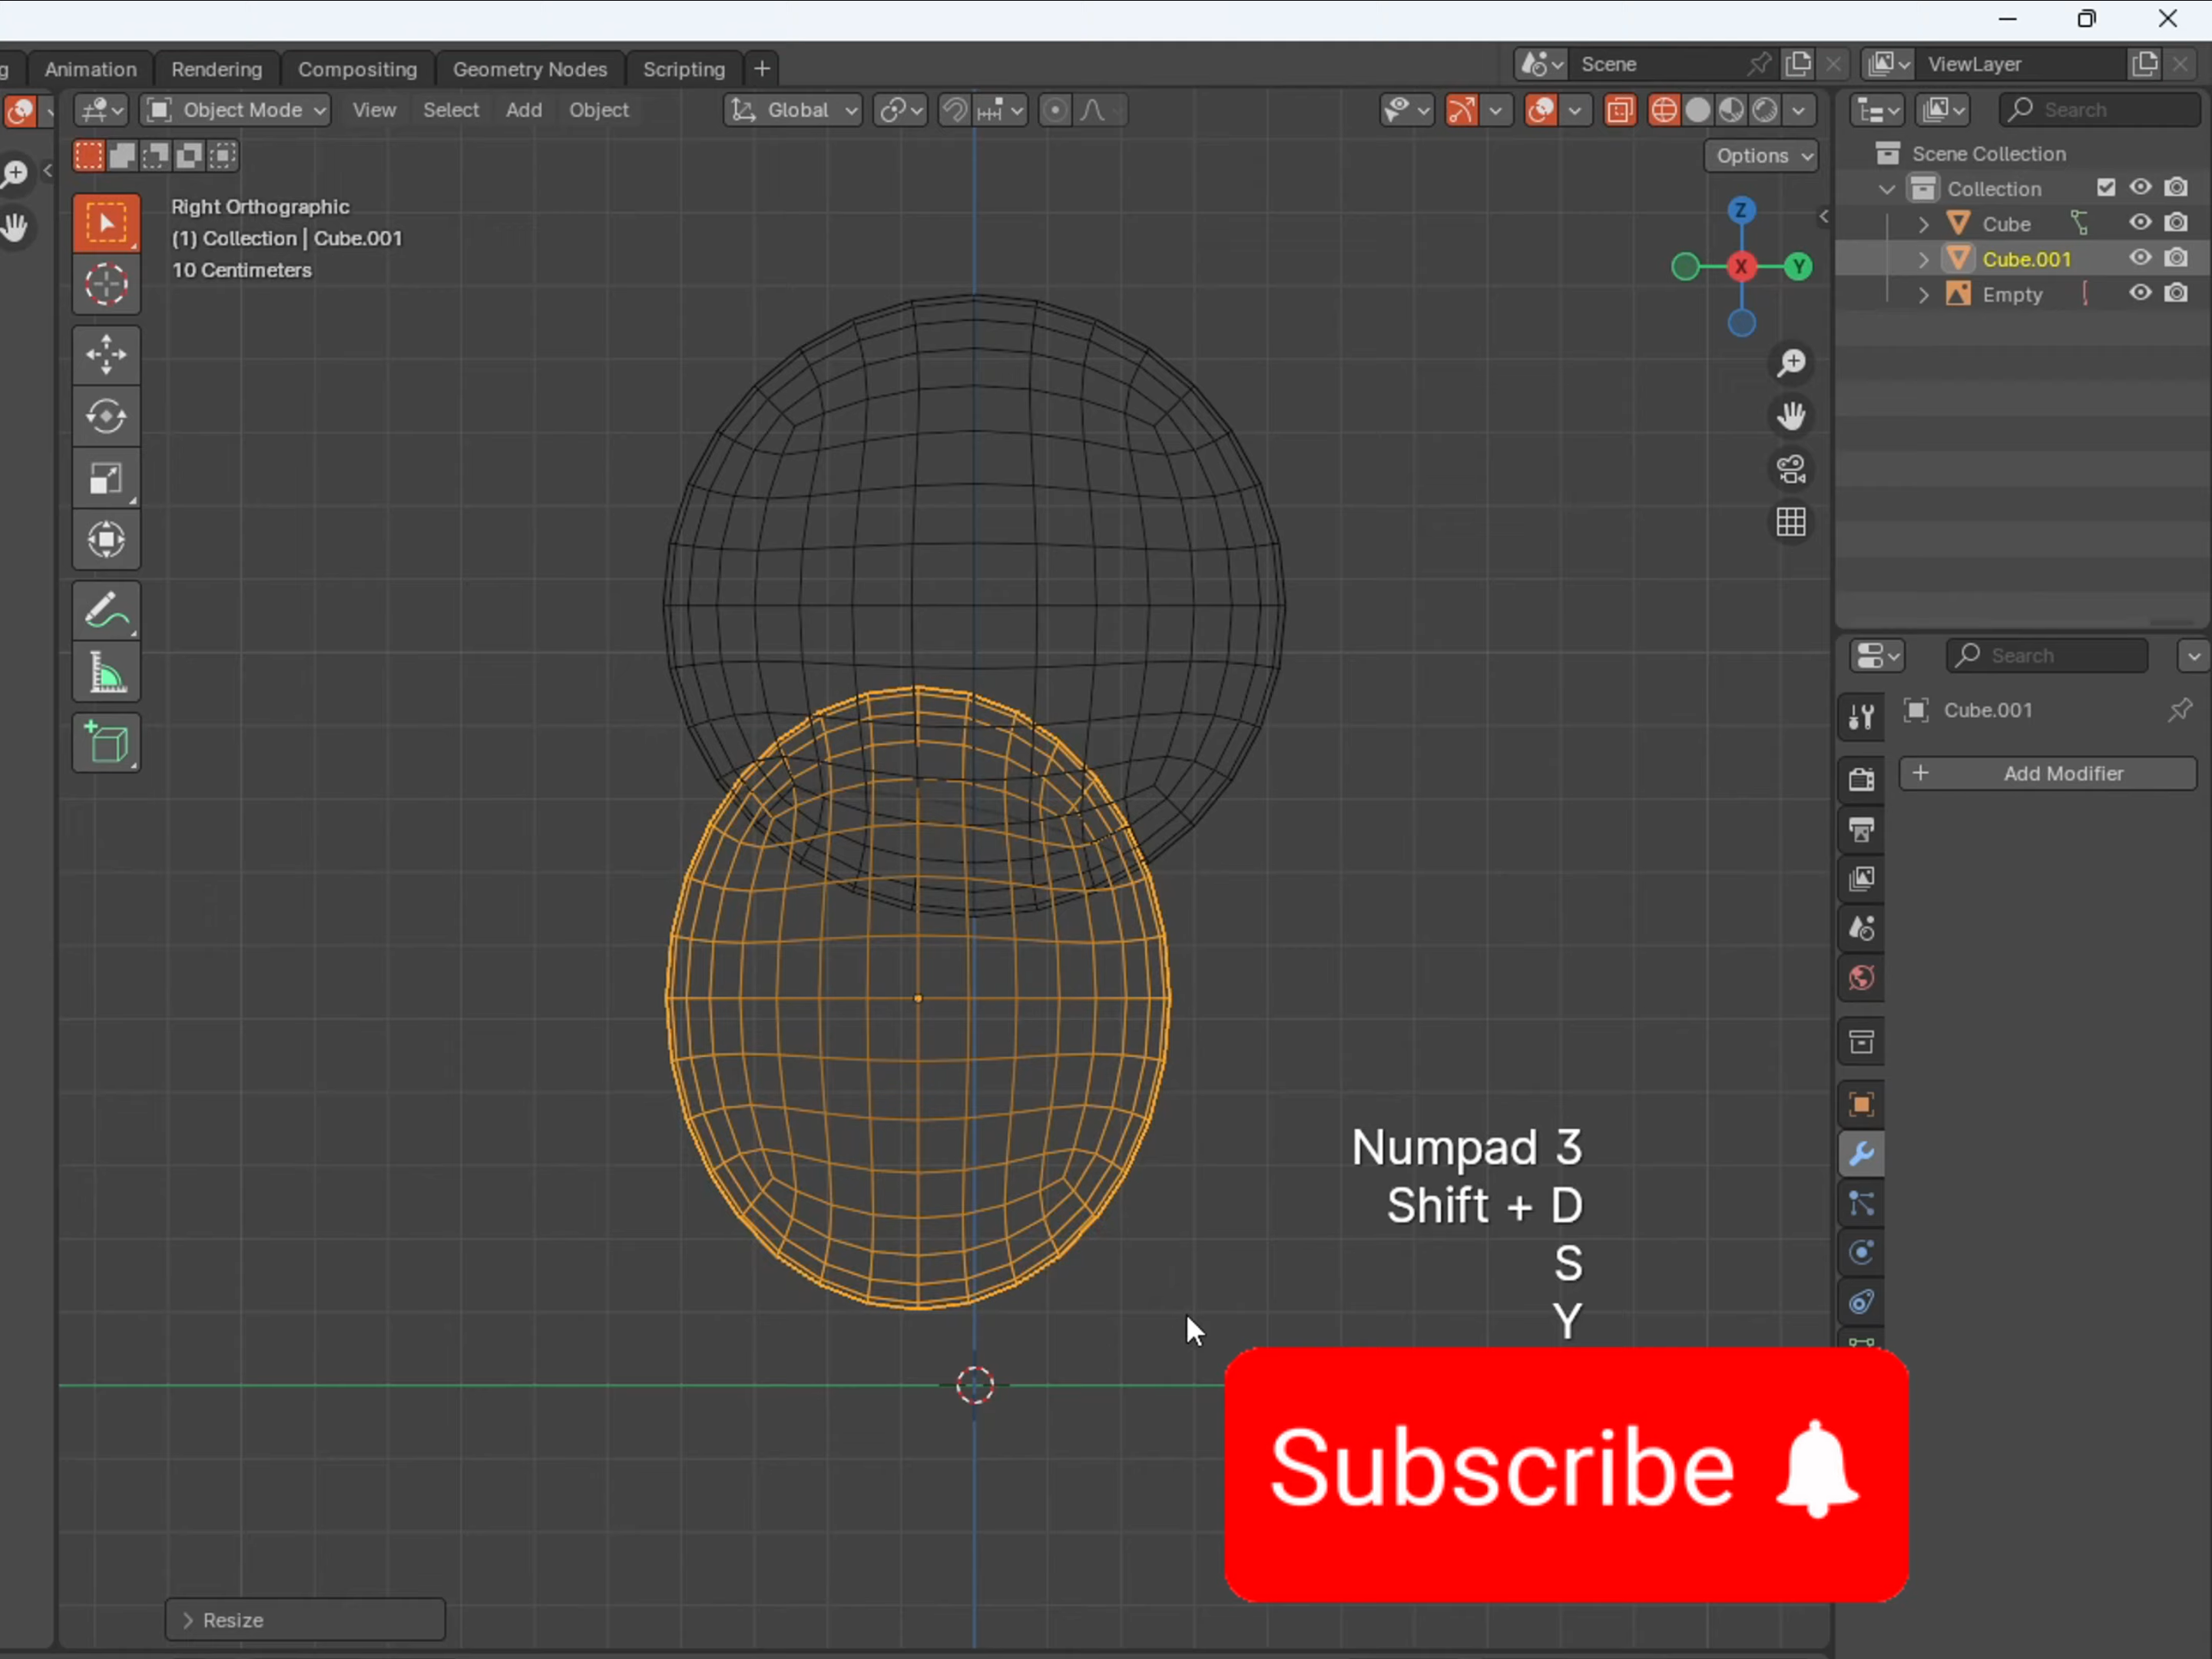 g Animation Rendering Compositing Geometry Nodes Scripting + Scene ViewLayer
Object Mode View Select Add Object Global Search
Options
Right Orthographic
(1) Collection | Cube.001
10 Centimeters
Z
X
Y
Scene Collection
Collection
Cube
Cube.001
Empty
Search
Cube.001
+ Add Modifier
Numpad 3
Shift + D
S
Y
Subscribe
Resize